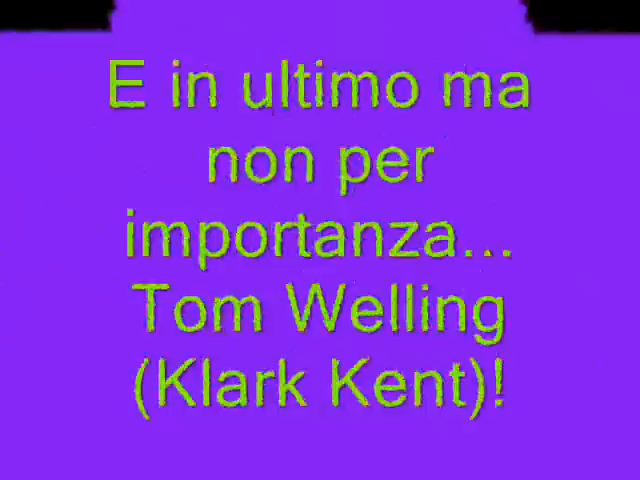 E in ultimo ma
non per
importanza...
Tom Welling
(Klark Kent)!